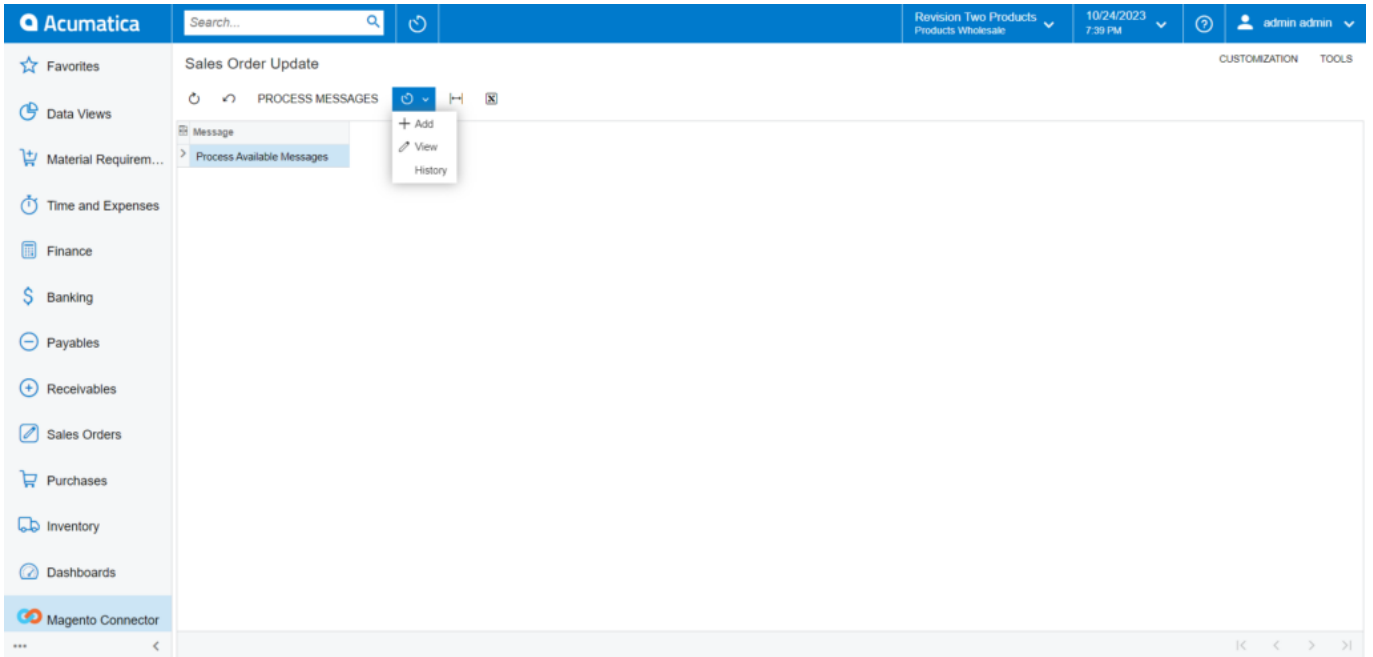 Acumatica
Search...
Revision Two Products
Products Wholesale
10/24/2023
7:39 PM
admin admin
Favorites
Data Views
Material Requirem...
Time and Expenses
Finance
Banking
Payables
Receivables
Sales Orders
Purchases
Inventory
Dashboards
Magento Connector
Sales Order Update
CUSTOMIZATION TOOLS
PROCESS MESSAGES
Message
Process Available Messages
Add
View
History